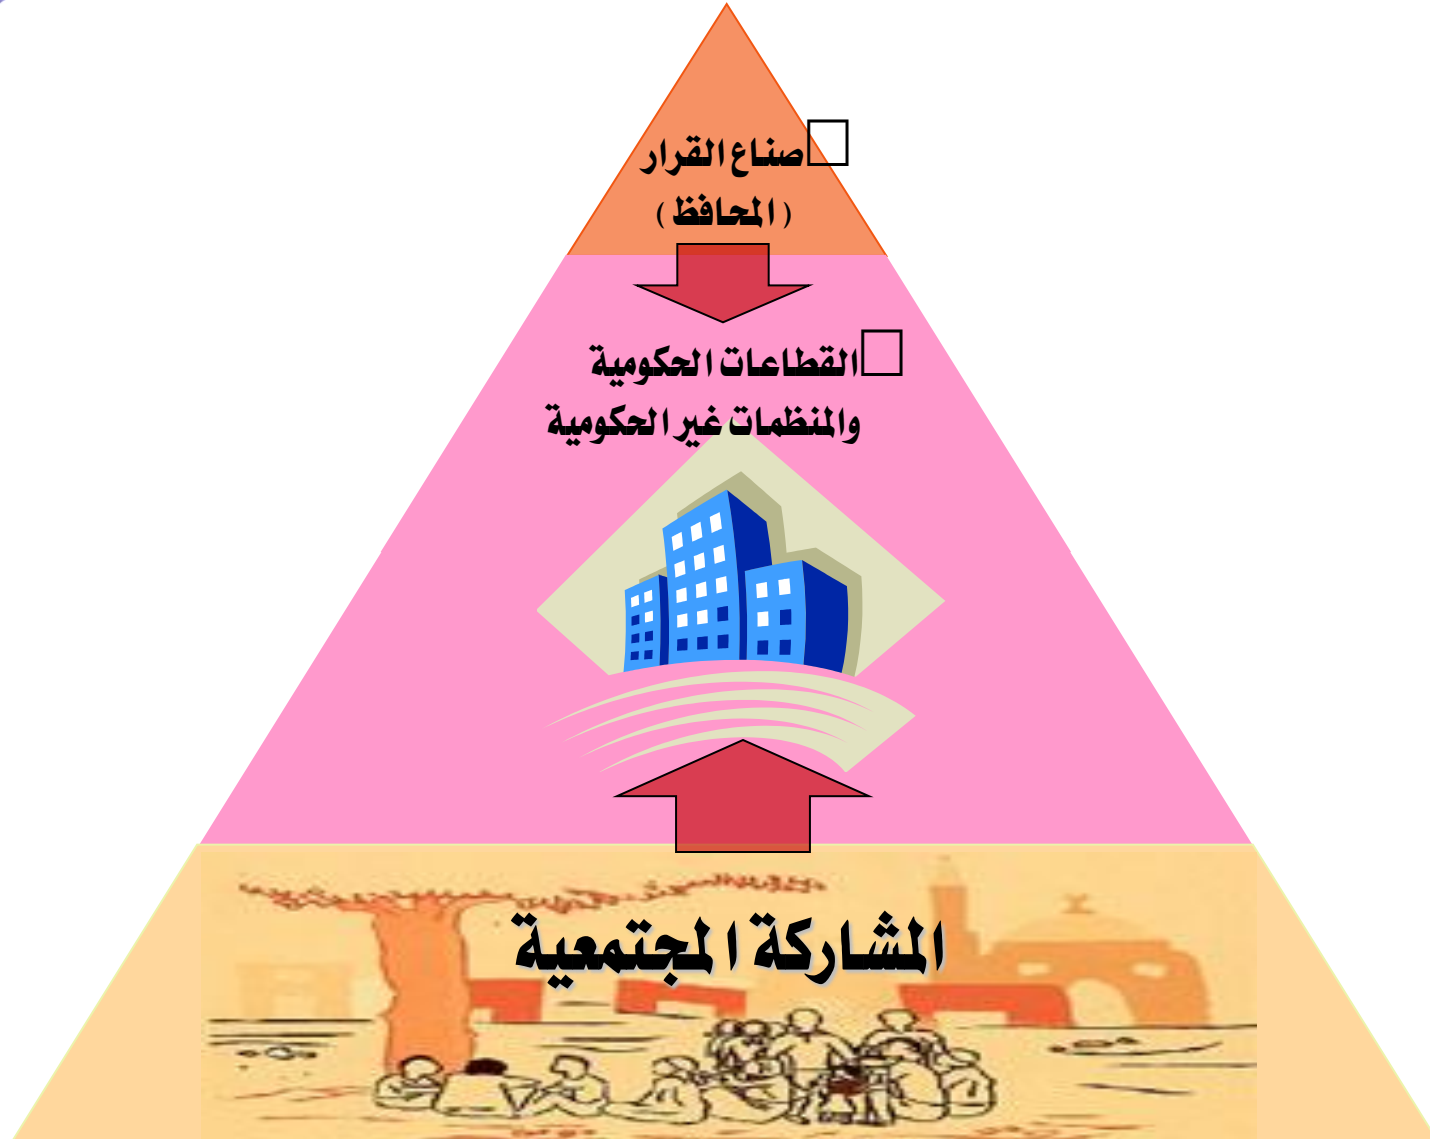 صناع القرار
( المحافظ )
القطاعات الحكومية
والمنظمات غير الحكومية
المشاركة المجتمعية